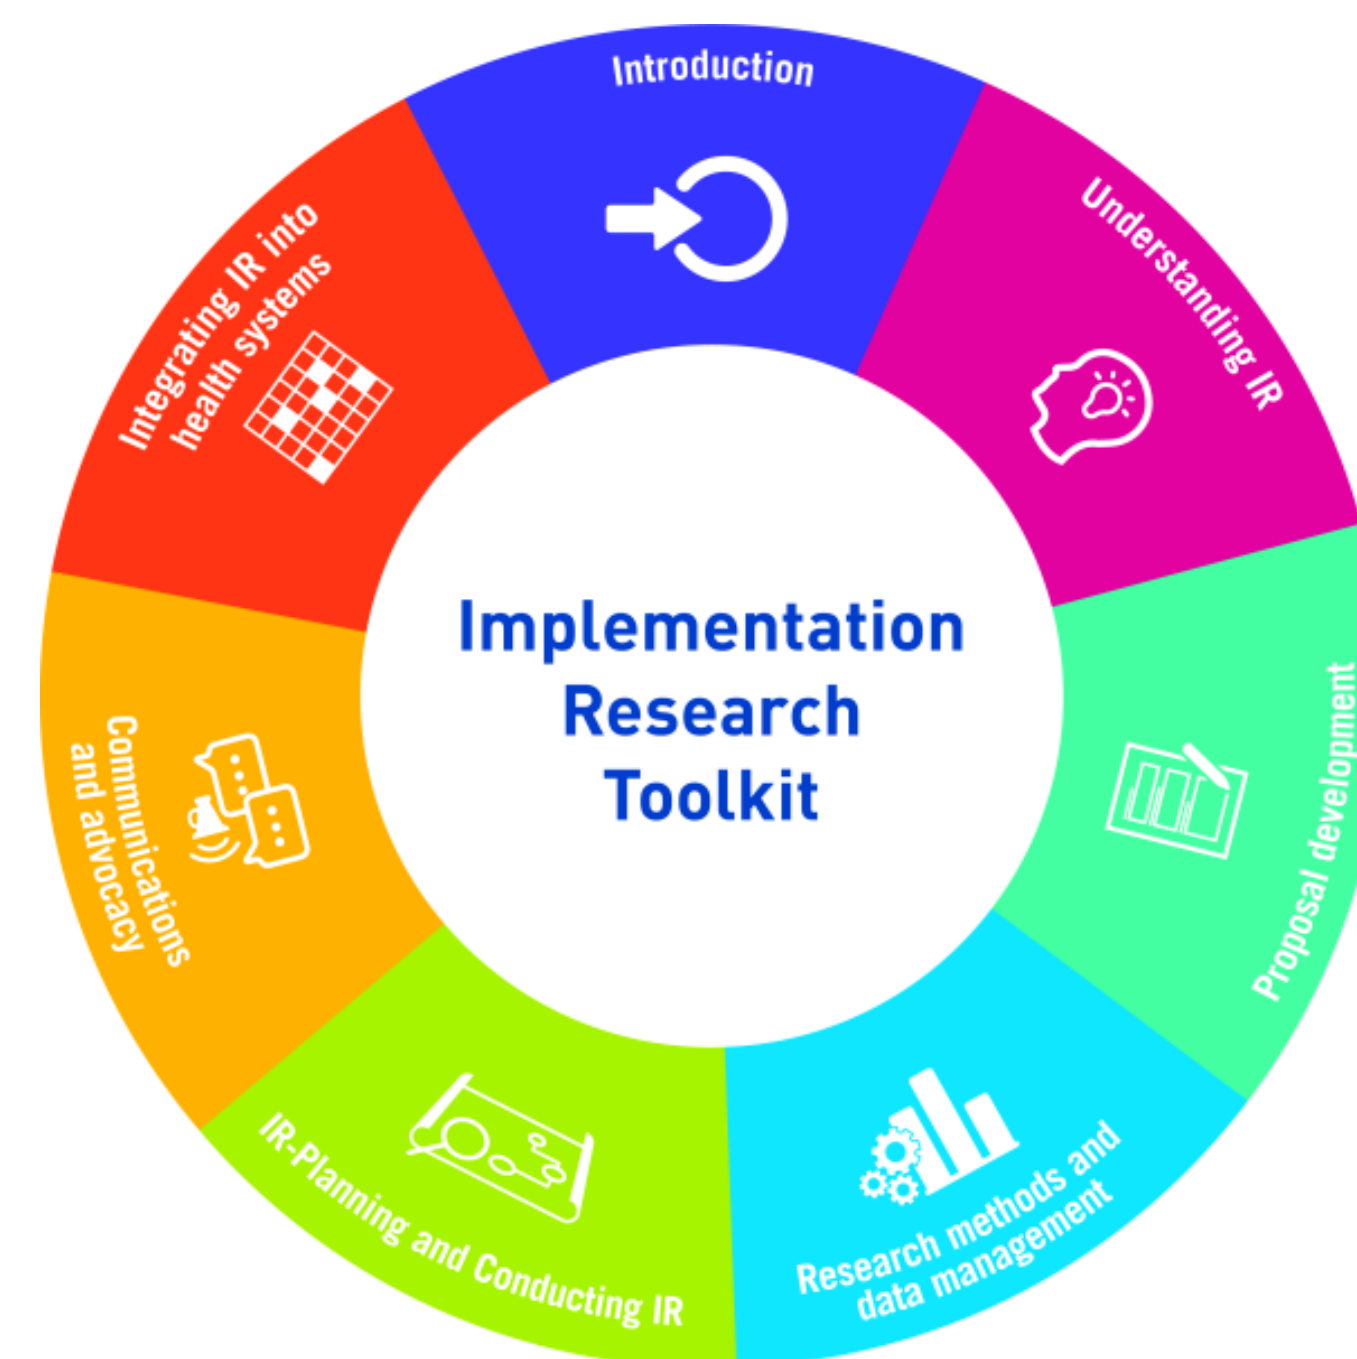 Introduction
Understanding IR
Proposal development
Research methods and
data management
IR-Planning and Conducting IR
Communications
and advocacy
Integrating IR into
health systems
Implementation
Research
Toolkit